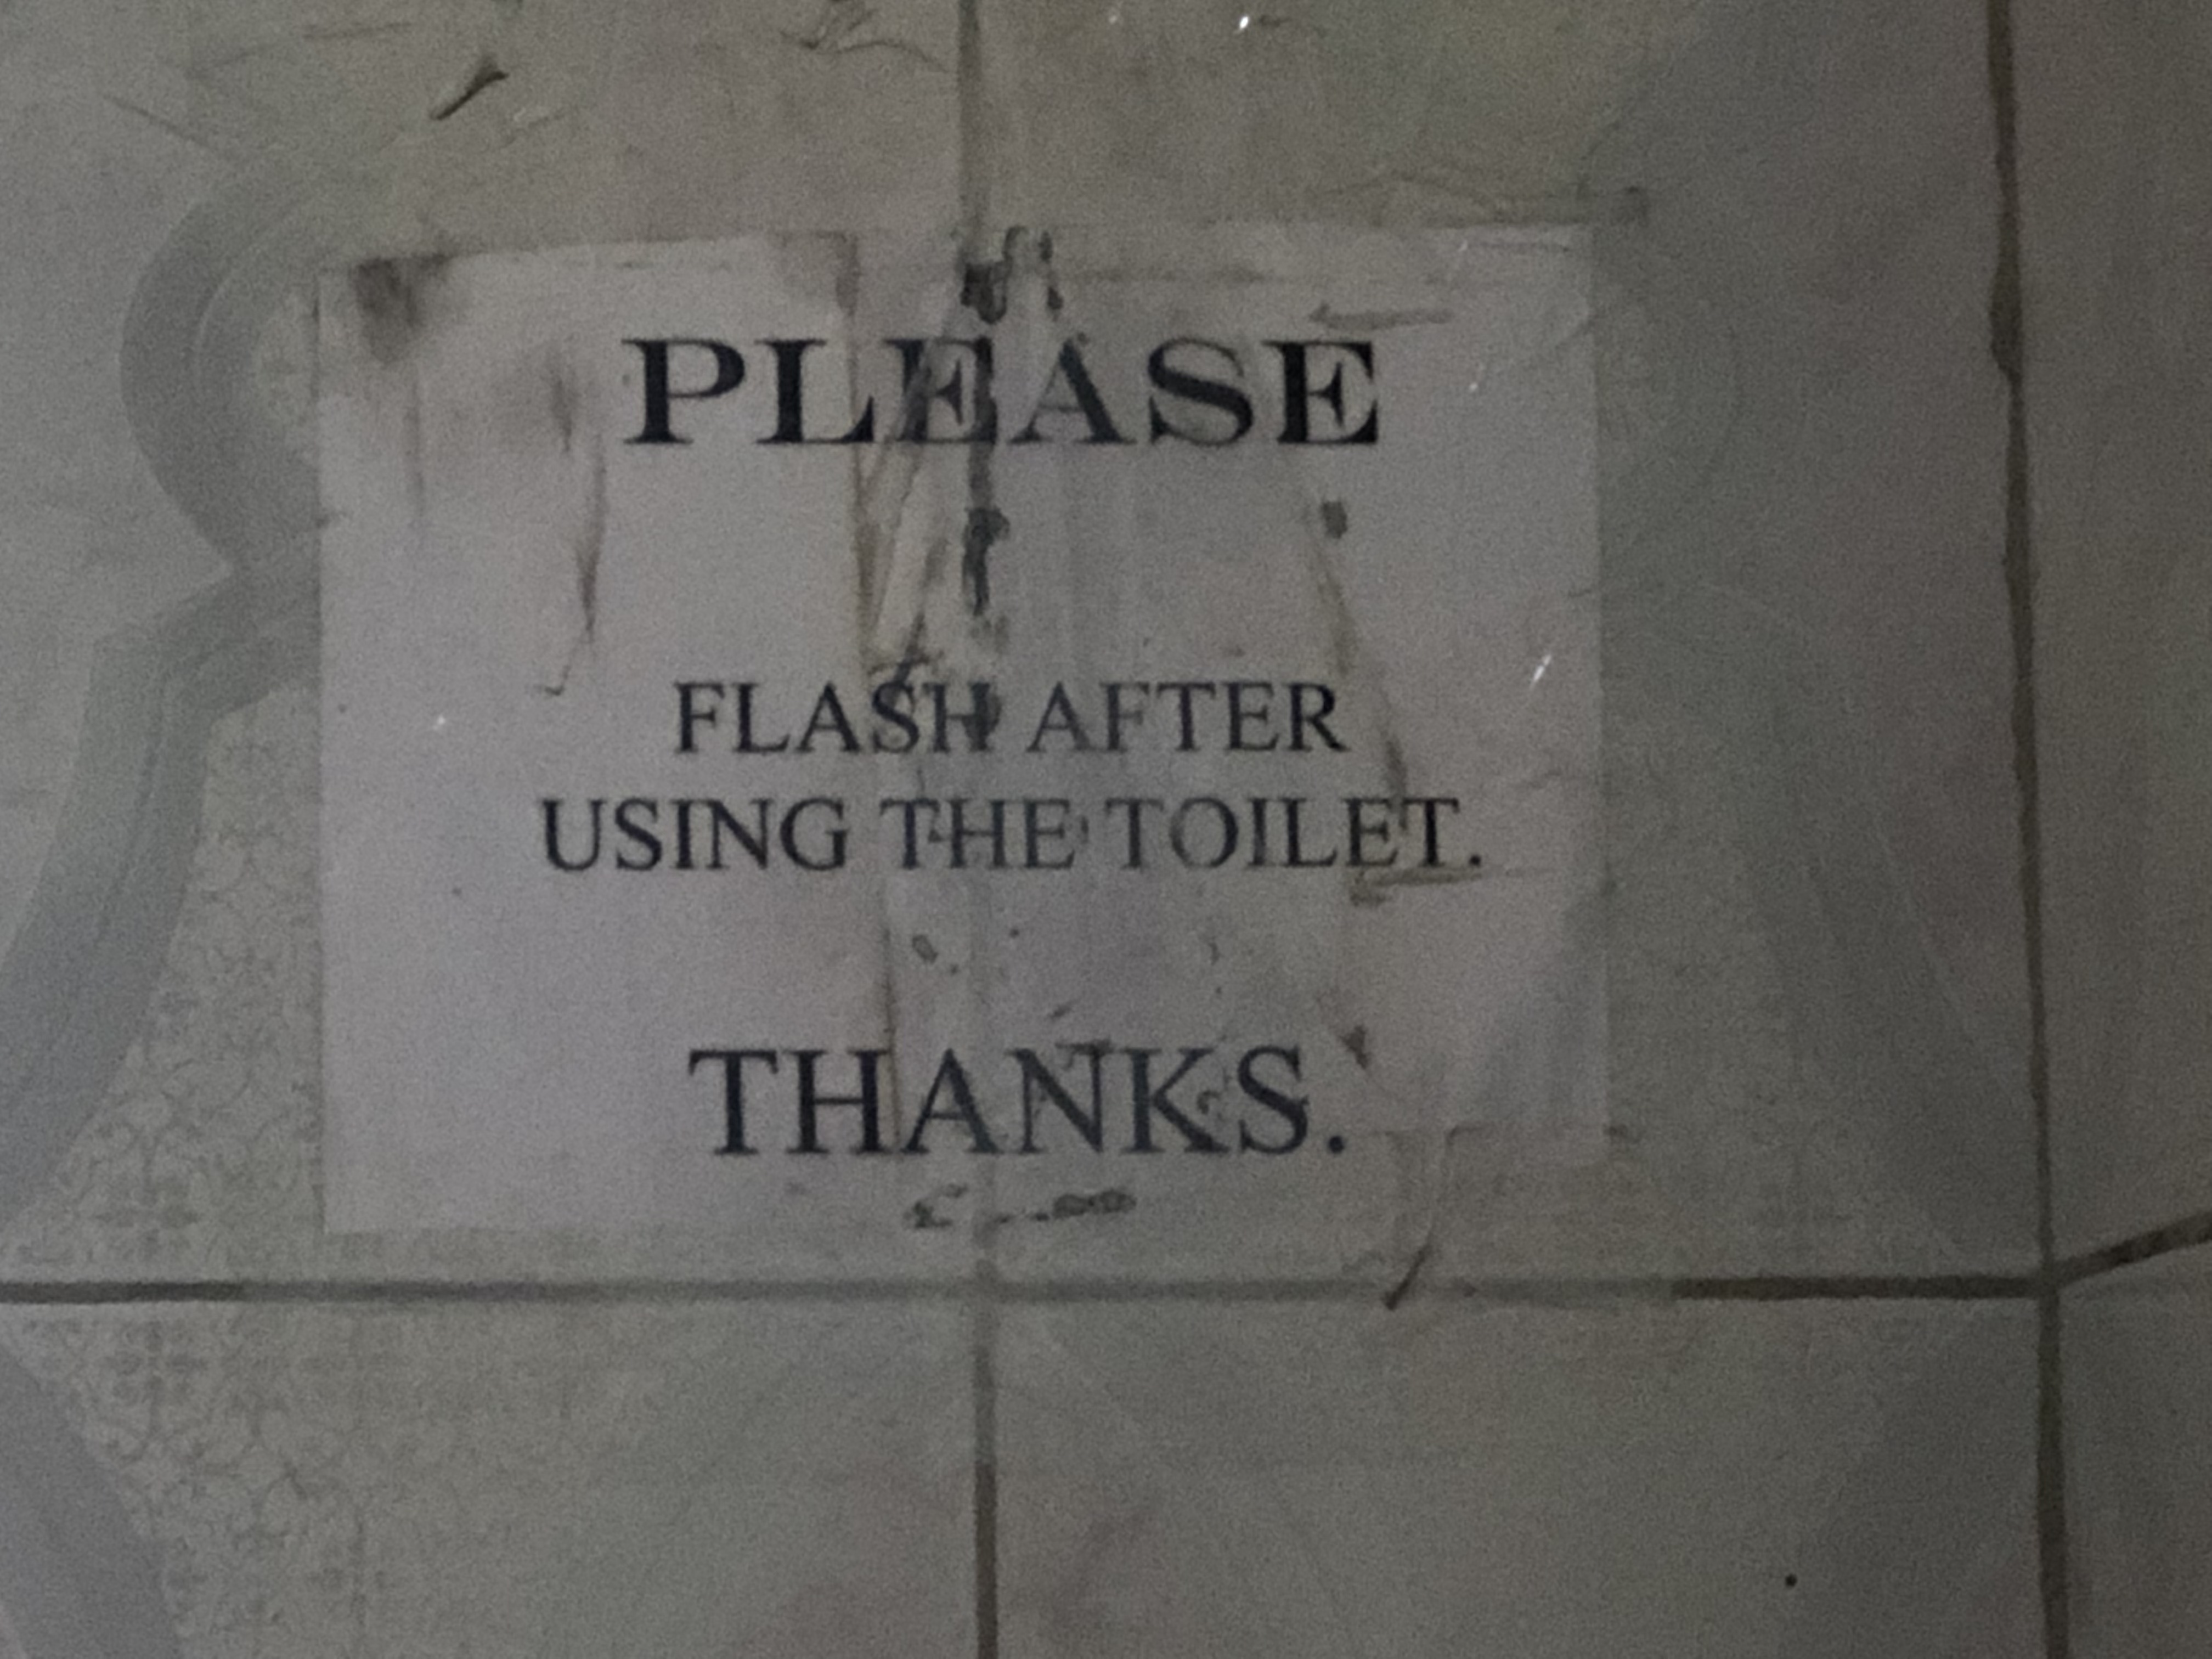 PLEASE
FLASH AFTER
USING THE TOILET.
THANKS.